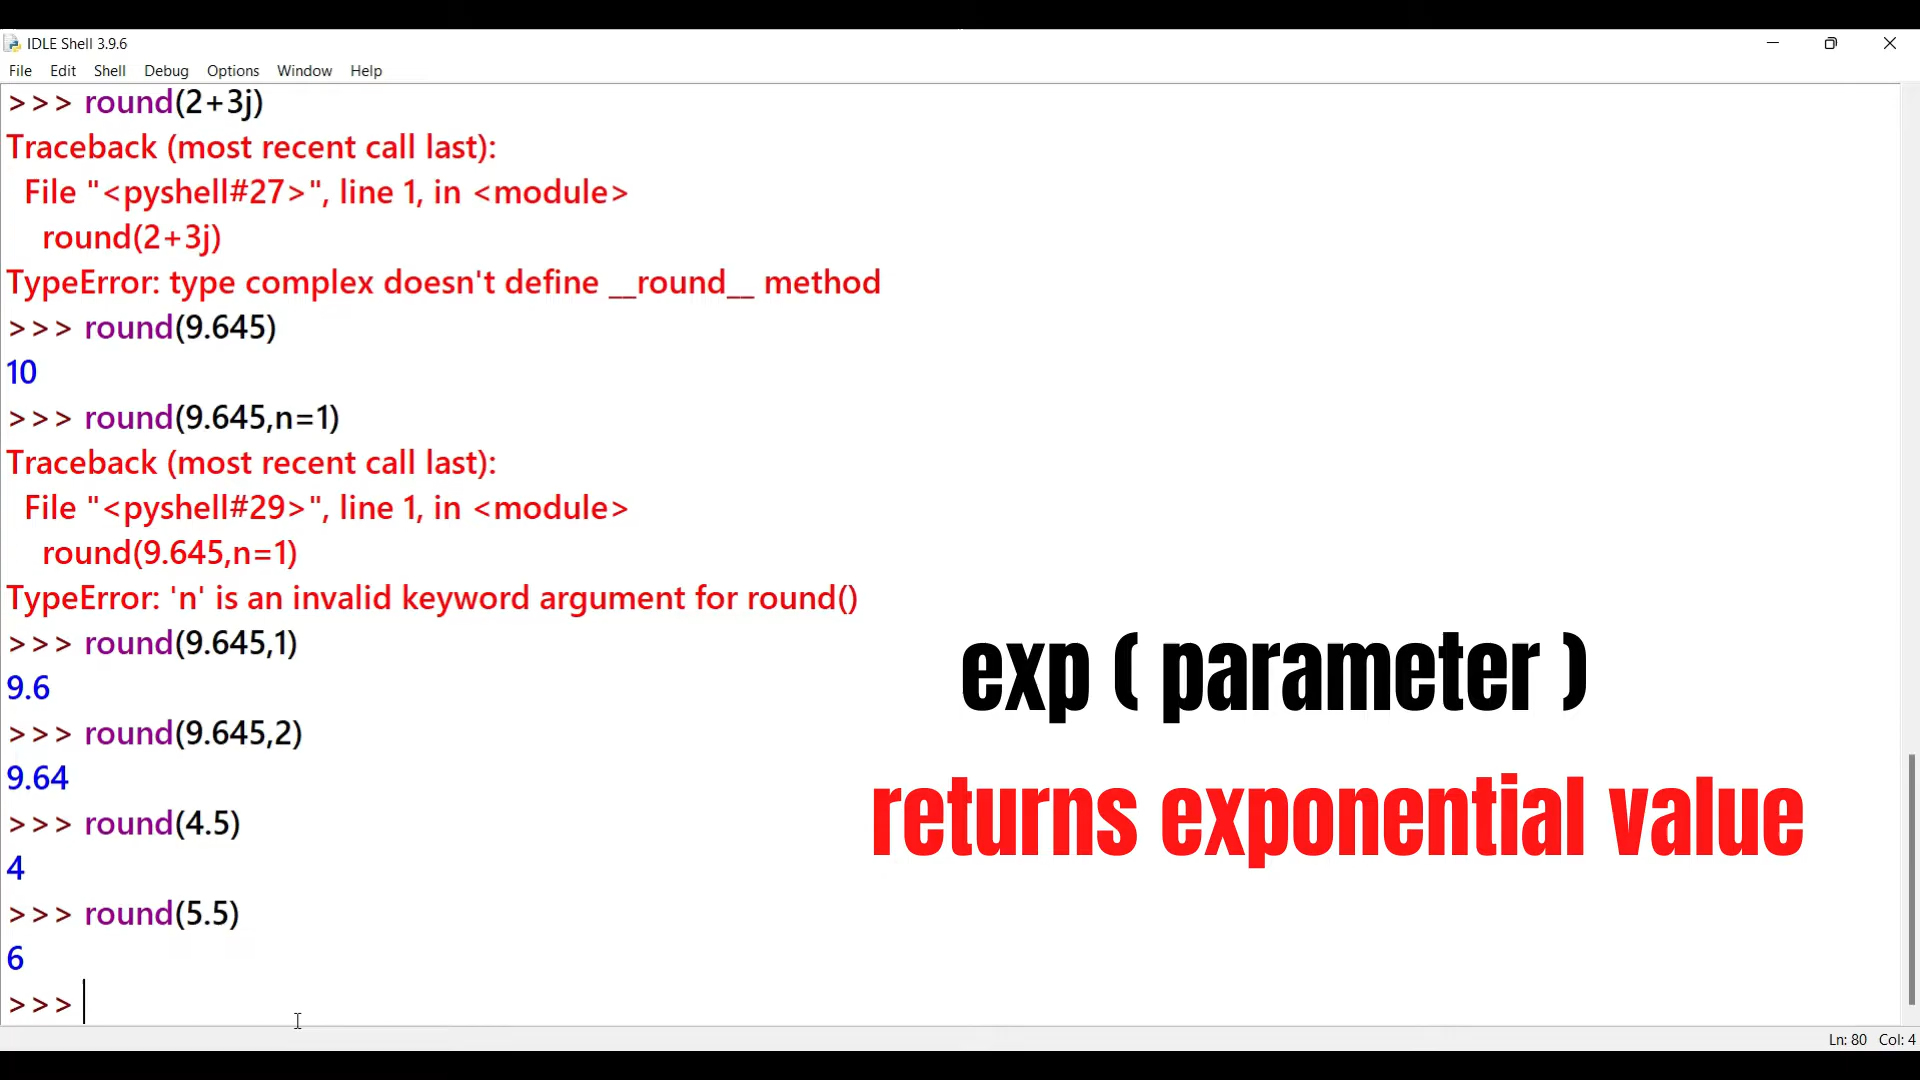 IDLE Shell 3.9.6
File Edit Shell Debug Options Window Help
>>> round(2+3j)
Traceback (most recent call last):
  File "<pyshell#27>", line 1, in <module>
    round(2+3j)
TypeError: type complex doesn't define __round__ method
>>> round(9.645)
10
>>> round(9.645,n=1)
Traceback (most recent call last):
  File "<pyshell#29>", line 1, in <module>
    round(9.645,n=1)
TypeError: 'n' is an invalid keyword argument for round()
>>> round(9.645,1)
9.6
>>> round(9.645,2)
9.64
>>> round(4.5)
4
>>> round(5.5)
6
>>>
exp ( parameter )
returns exponential value
Ln: 80 Col: 4